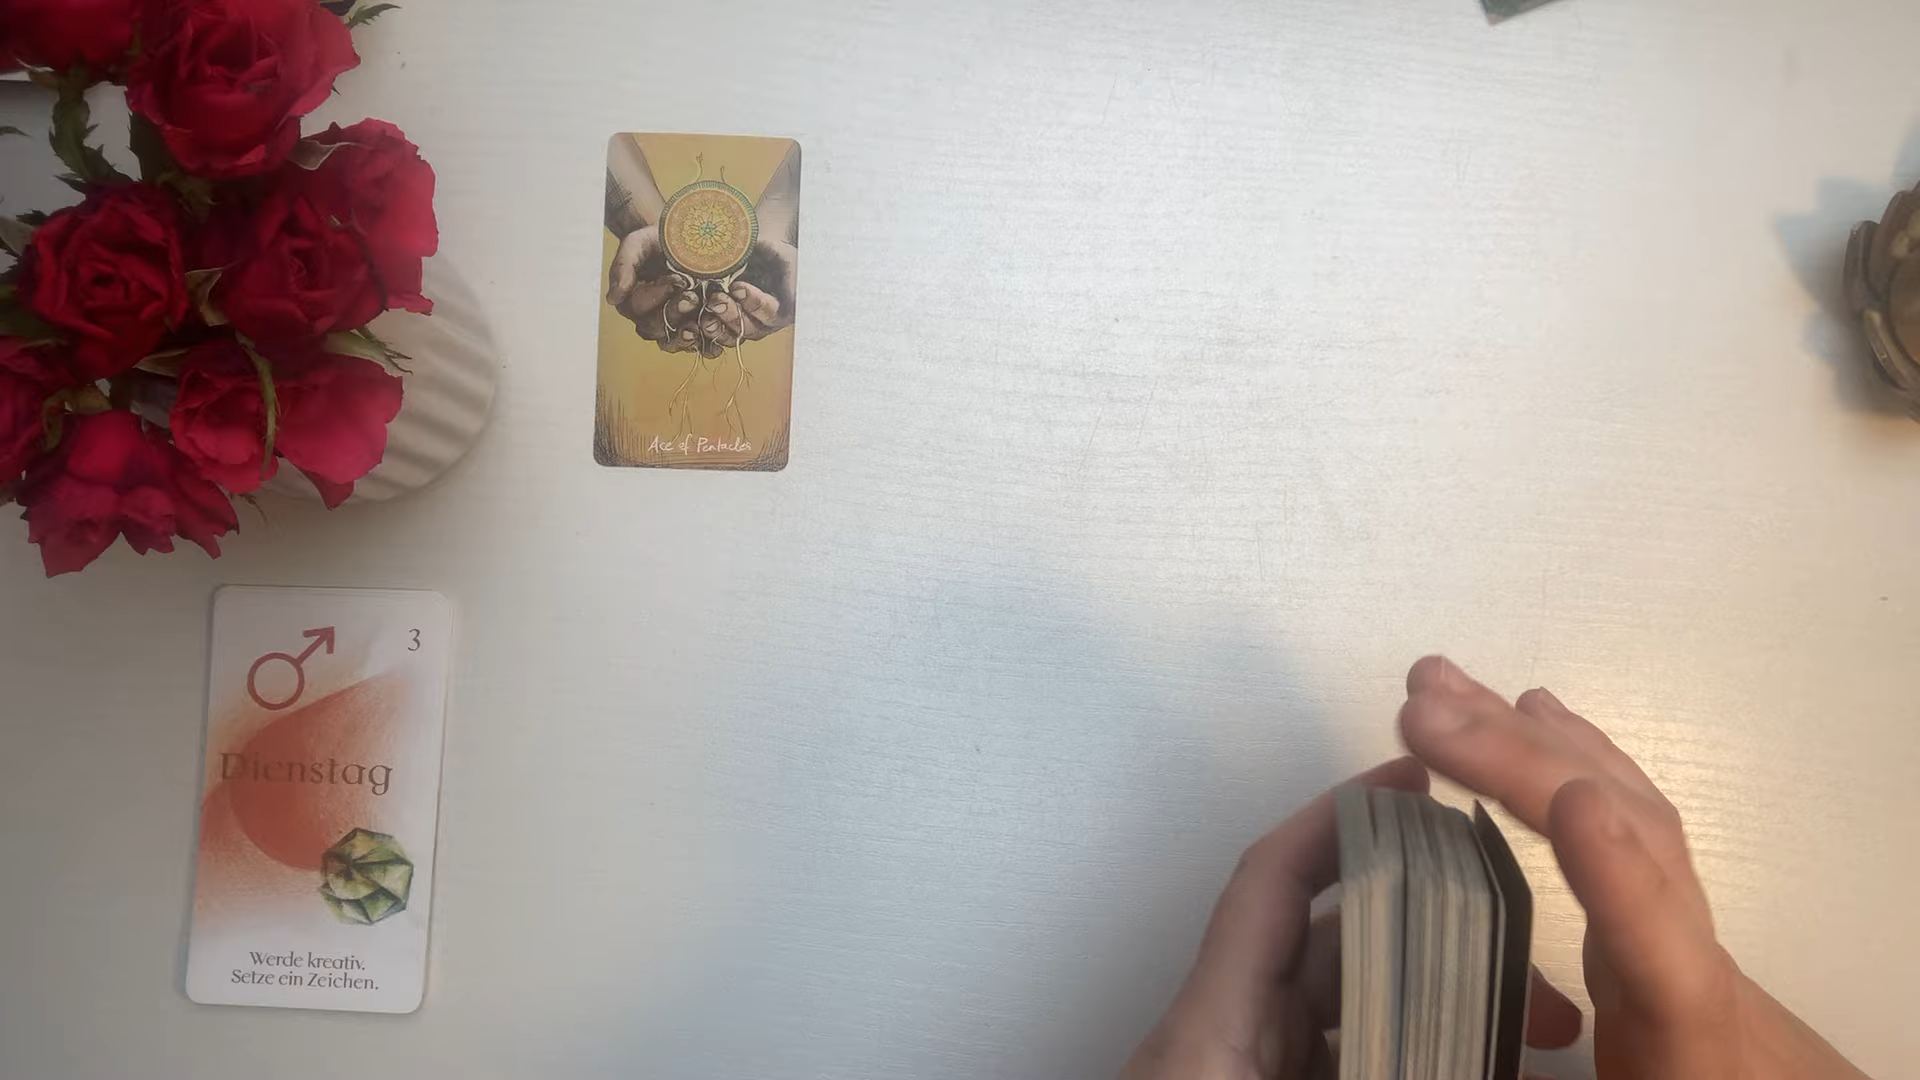 Ace of Pentacles
3
Dienstag
Werde kreativ.
Setze ein Zeichen.